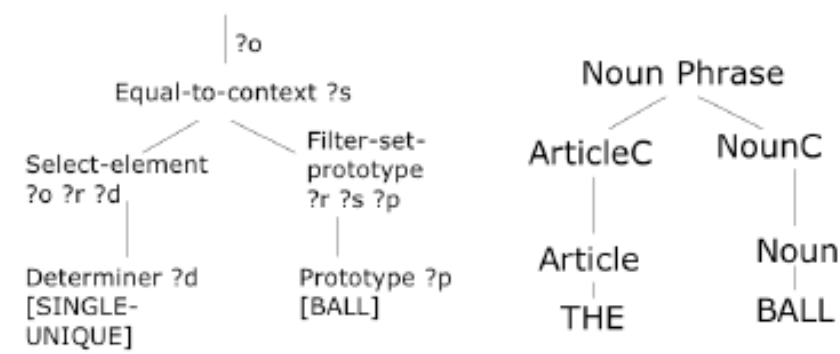 ?o
Equal-to-context ?s
Select-element
?o ?r ?d
Filter-set-
prototype
?r ?s ?p
Determiner ?d
[SINGLE-
UNIQUE]
Prototype ?p
[BALL]
Noun Phrase
ArticleC
NounC
Article
Noun
THE
BALL